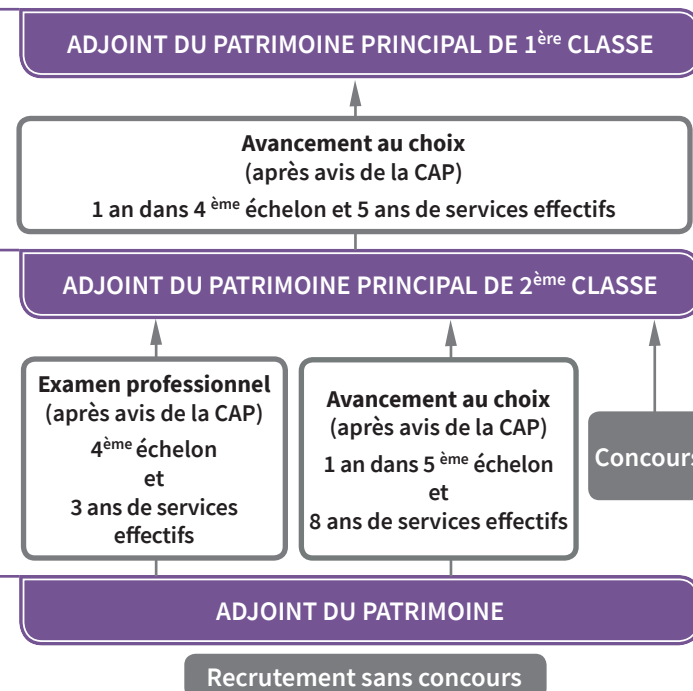 ADJOINT DU PATRIMOINE PRINCIPAL DE 1ère CLASSE
Avancement au choix
(après avis de la CAP)
1 an dans 4 ème échelon et 5 ans de services effectifs
ADJOINT DU PATRIMOINE PRINCIPAL DE 2ème CLASSE
Examen professionnel
(après avis de la CAP)
4ème échelon
et
3 ans de services
effectifs
Avancement au choix
(après avis de la CAP)
1 an dans 5 ème échelon
et
8 ans de services effectifs
Concours
ADJOINT DU PATRIMOINE
Recrutement sans concours